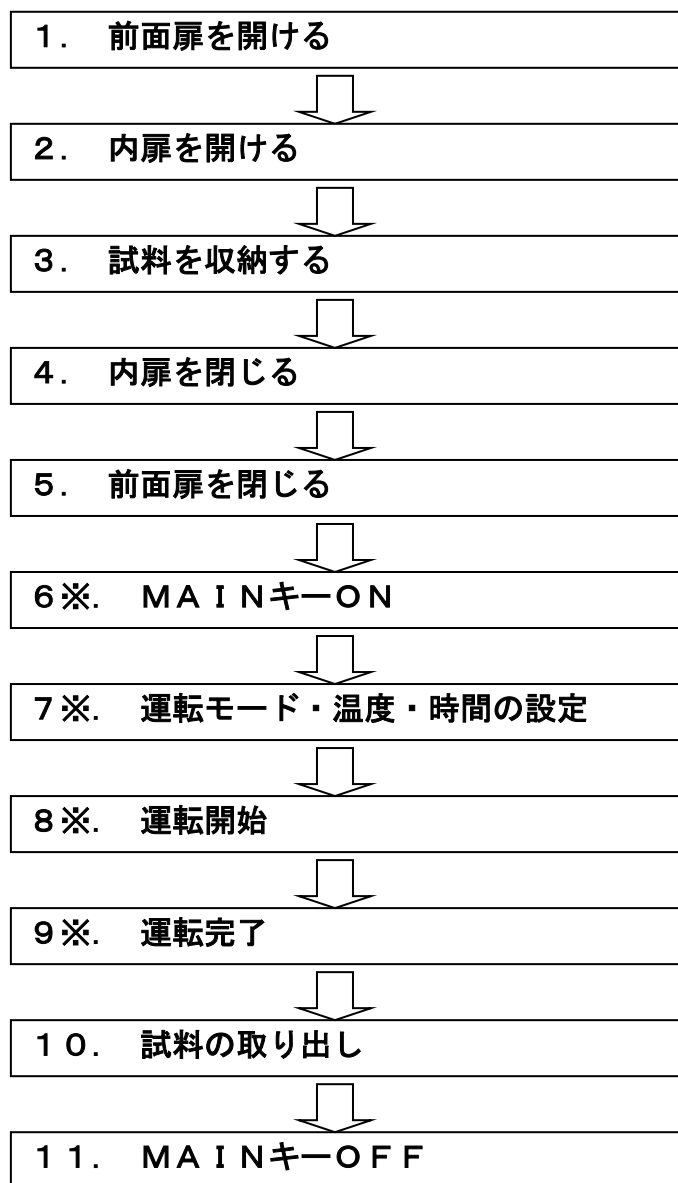 １．　前面扉を開ける
２．　内扉を開ける
３．　試料を収納する
４．　内扉を閉じる
５．　前面扉を閉じる
６※．　ＭＡＩＮキーＯＮ
７※．　運転モード・温度・時間の設定
８※．　運転開始
９※．　運転完了
１０．　試料の取り出し
１１．　ＭＡＩＮキーＯＦＦ